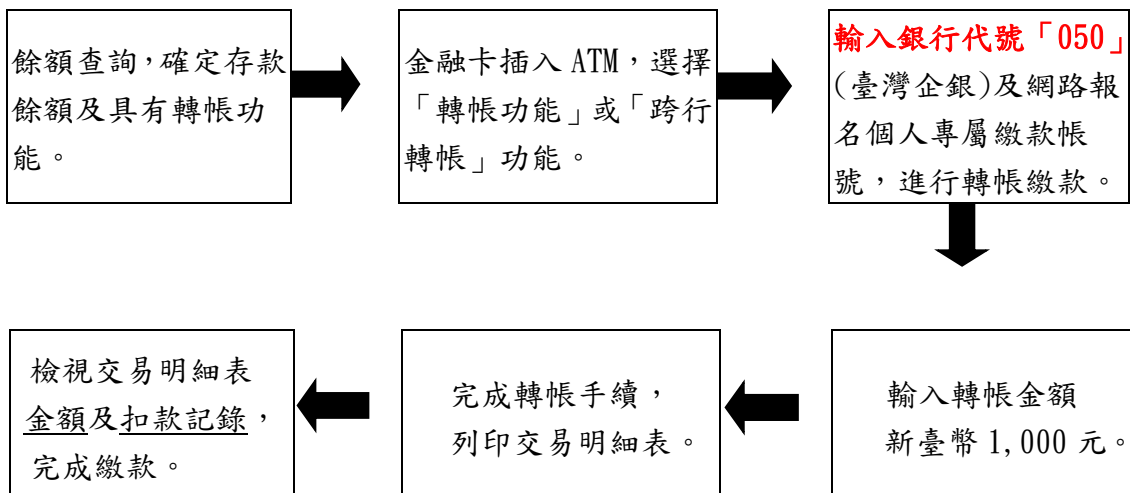 餘額查詢，確定存款
餘額及具有轉帳功
能。
金融卡插入 ATM，選擇
「轉帳功能」或「跨行
轉帳」功能。
輸入銀行代號「050」
(臺灣企銀)及網路報
名個人專屬繳款帳
號，進行轉帳繳款。
輸入轉帳金額
新臺幣 1,000 元。
完成轉帳手續，
列印交易明細表。
檢視交易明細表
金額及扣款記錄，
完成繳款。